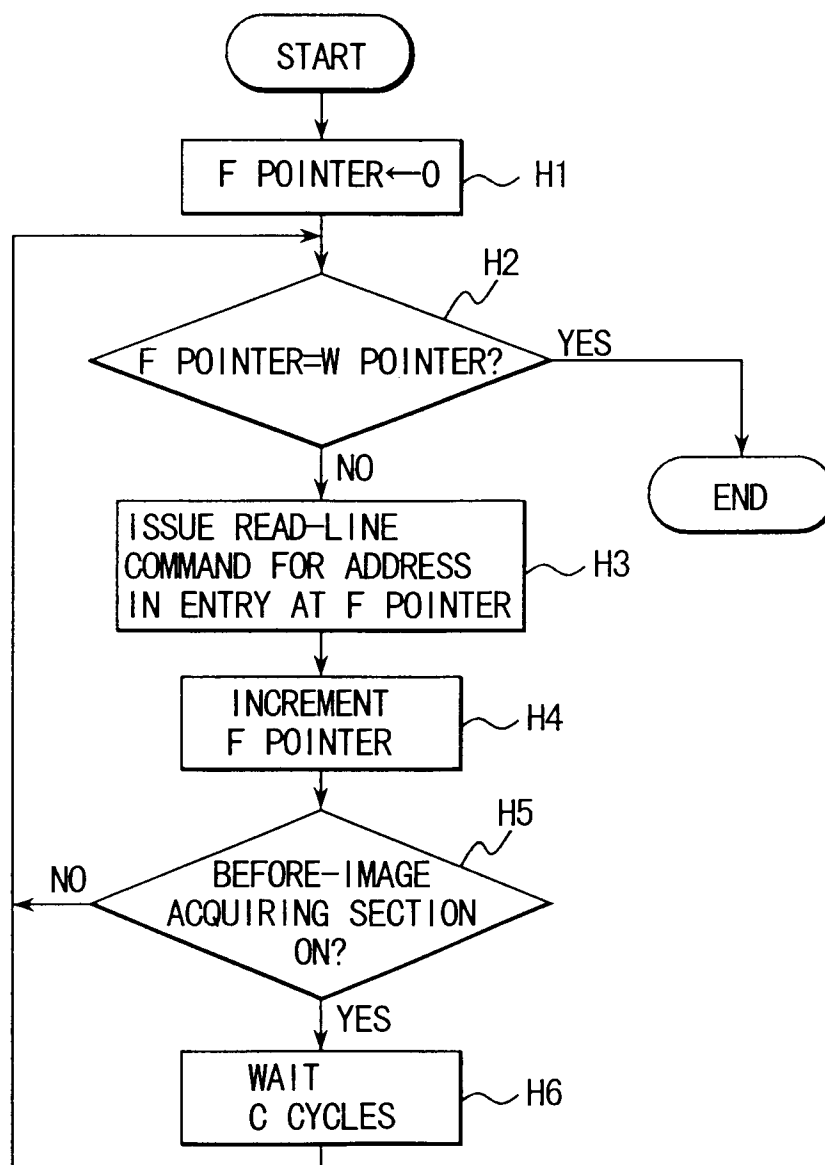 START
F POINTER←0
H1
H2
F POINTER=W POINTER?
YES
NO
END
ISSUE READ-LINE
COMMAND FOR ADDRESS
IN ENTRY AT F POINTER
H3
INCREMENT
F POINTER
H4
H5
NO
BEFORE-IMAGE
ACQUIRING SECTION
ON?
YES
WAIT
C CYCLES
H6